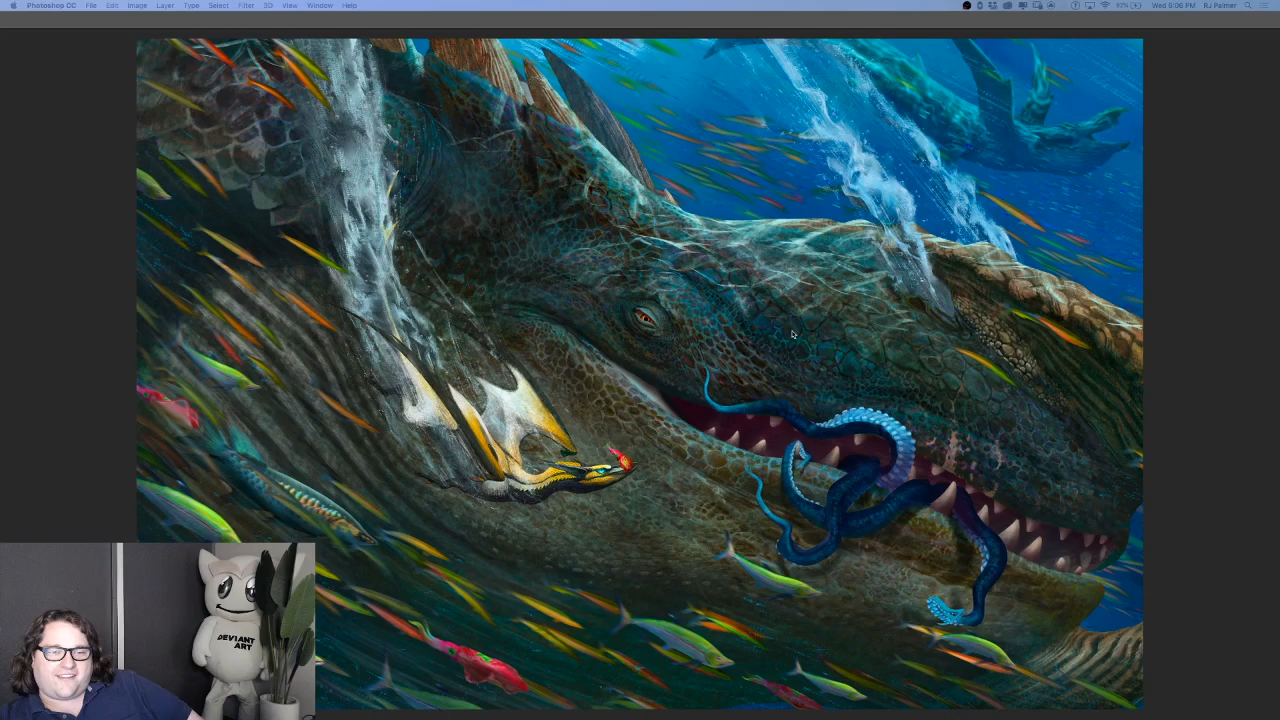 Photoshop CC File Edit Image Layer Type Select Filter 3D View Window Help 92% Wed 5:06 PM RJ Palmer
DEVIANT
ART